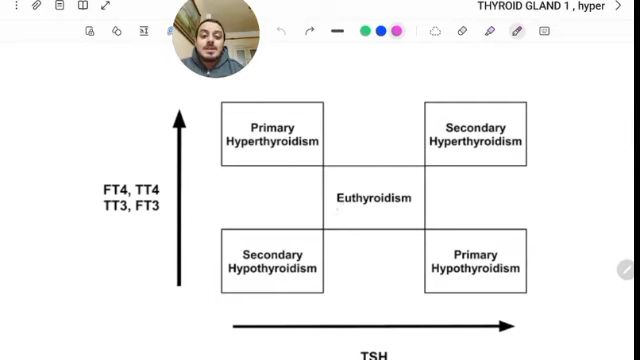 THYROID GLAND 1 , hyper
Primary
Hyperthyroidism
Secondary
Hyperthyroidism
FT4, TT4
TT3, FT3
Euthyroidism
Secondary
Hypothyroidism
Primary
Hypothyroidism
TSH